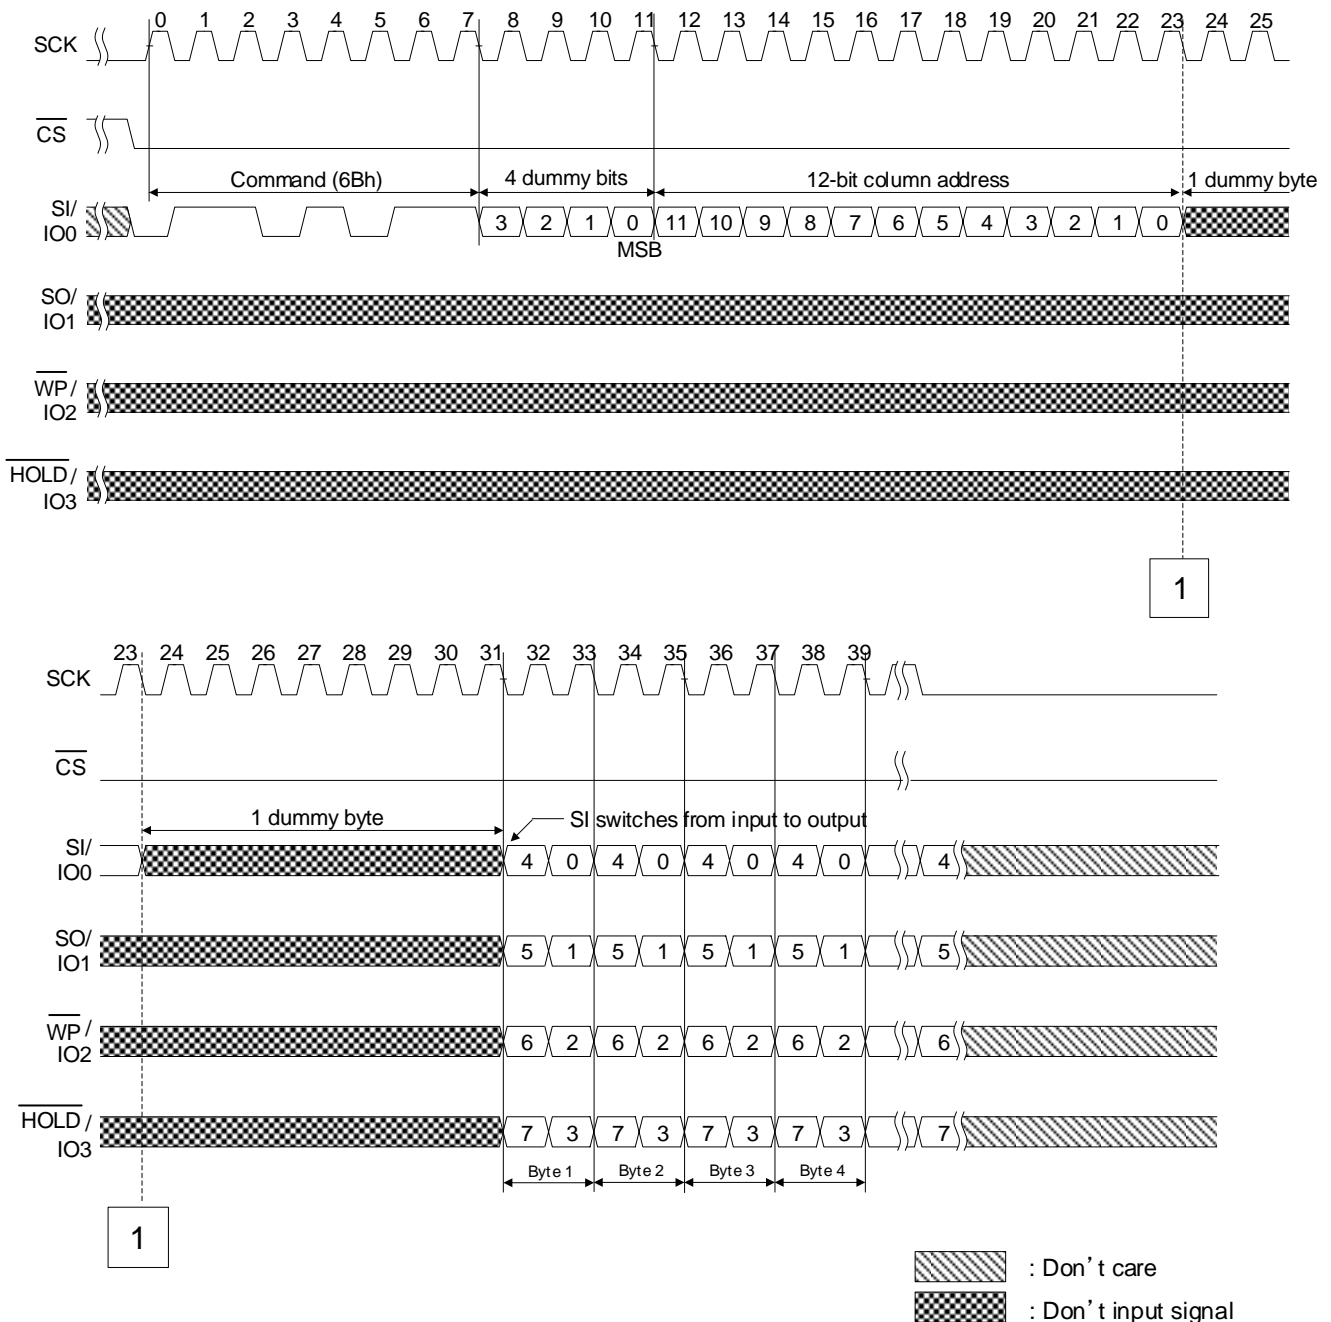 0 1 2 3 4 5 6 7 8 9 10 11 12 13 14 15 16 17 18 19 20 21 22 23 24 25
SCK
CS
Command (6Bh) 4 dummy bits 12-bit column address 1 dummy byte
SI/
IO0
3 2 1 0 11 10 9 8 7 6 5 4 3 2 1 0
MSB
SO/
IO1
WP/
IO2
HOLD/
IO3
1
23 24 25 26 27 28 29 30 31 32 33 34 35 36 37 38 39
SCK
CS
1 dummy byte SI switches from input to output
SI/
IO0
4 0 4 0 4 0 4 0 4
SO/
IO1
5 1 5 1 5 1 5 1 5
WP/
IO2
6 2 6 2 6 2 6 2 6
HOLD/
IO3
7 3 7 3 7 3 7 3 7
Byte 1 Byte 2 Byte 3 Byte 4
1
: Don't care
: Don't input signal